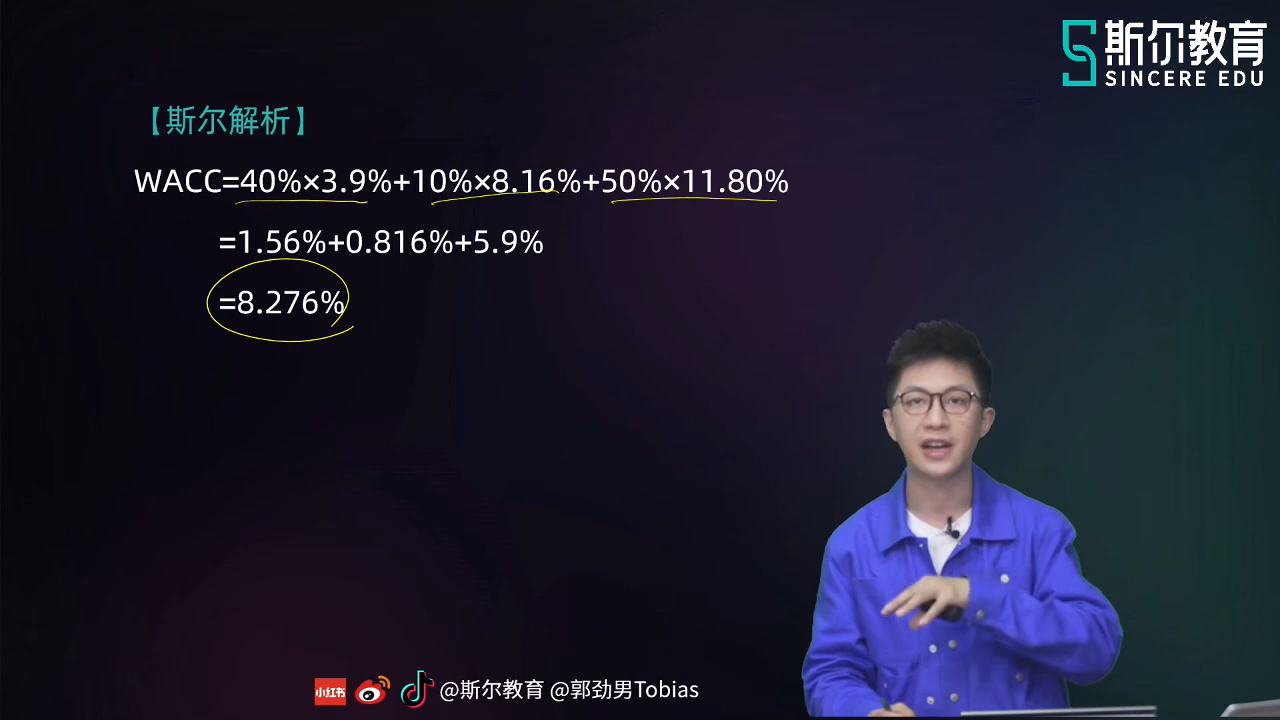 斯尔教育
SINCERE EDU
【斯尔解析】
WACC=40%×3.9%+10%×8.16%+50%×11.80%
=1.56%+0.816%+5.9%
=8.276%
小红书 @斯尔教育 @郭劲男Tobias